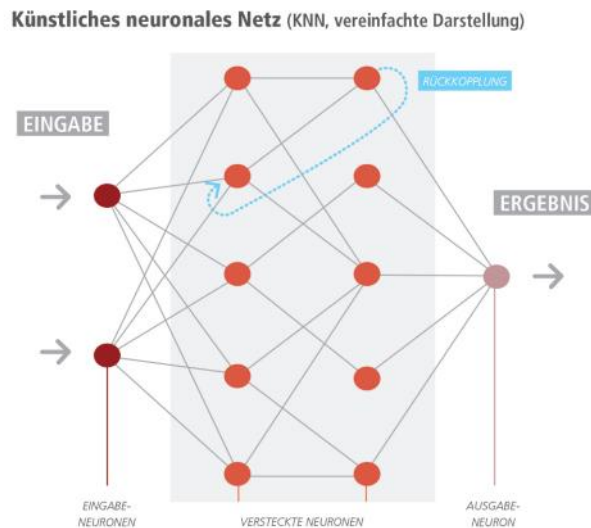 Künstliches neuronales Netz (KNN, vereinfachte Darstellung)
RÜCKKOPPLUNG
EINGABE
ERGEBNIS
EINGABE-
NEURONEN
VERSTECKTE NEURONEN
AUSGABE-
NEURON